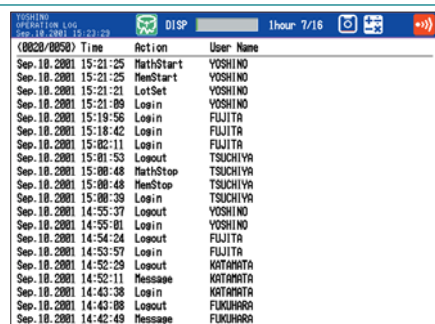 YOSHINO
OPERATION LOG
Sep.10.2001 15:23:29
DISP
1hour 7/16
(0020/0050) Time Action User Name
Sep.10.2001 15:21:25 MathStart YOSHINO
Sep.10.2001 15:21:25 MemStart YOSHINO
Sep.10.2001 15:21:21 LotSet YOSHINO
Sep.10.2001 15:21:09 Login YOSHINO
Sep.10.2001 15:19:56 Login FUJITA
Sep.10.2001 15:18:42 Login FUJITA
Sep.10.2001 15:02:11 Login FUJITA
Sep.10.2001 15:01:53 Logout TSUCHIYA
Sep.10.2001 15:00:48 MathStop TSUCHIYA
Sep.10.2001 15:00:48 MemStop TSUCHIYA
Sep.10.2001 15:00:39 Login TSUCHIYA
Sep.10.2001 14:55:37 Logout YOSHINO
Sep.10.2001 14:55:01 Login YOSHINO
Sep.10.2001 14:54:24 Logout FUJITA
Sep.10.2001 14:53:57 Login FUJITA
Sep.10.2001 14:52:29 Logout KATAMATA
Sep.10.2001 14:52:11 Message KATAMATA
Sep.10.2001 14:43:38 Login KATAMATA
Sep.10.2001 14:43:08 Logout FUKUHARA
Sep.10.2001 14:42:49 Message FUKUHARA